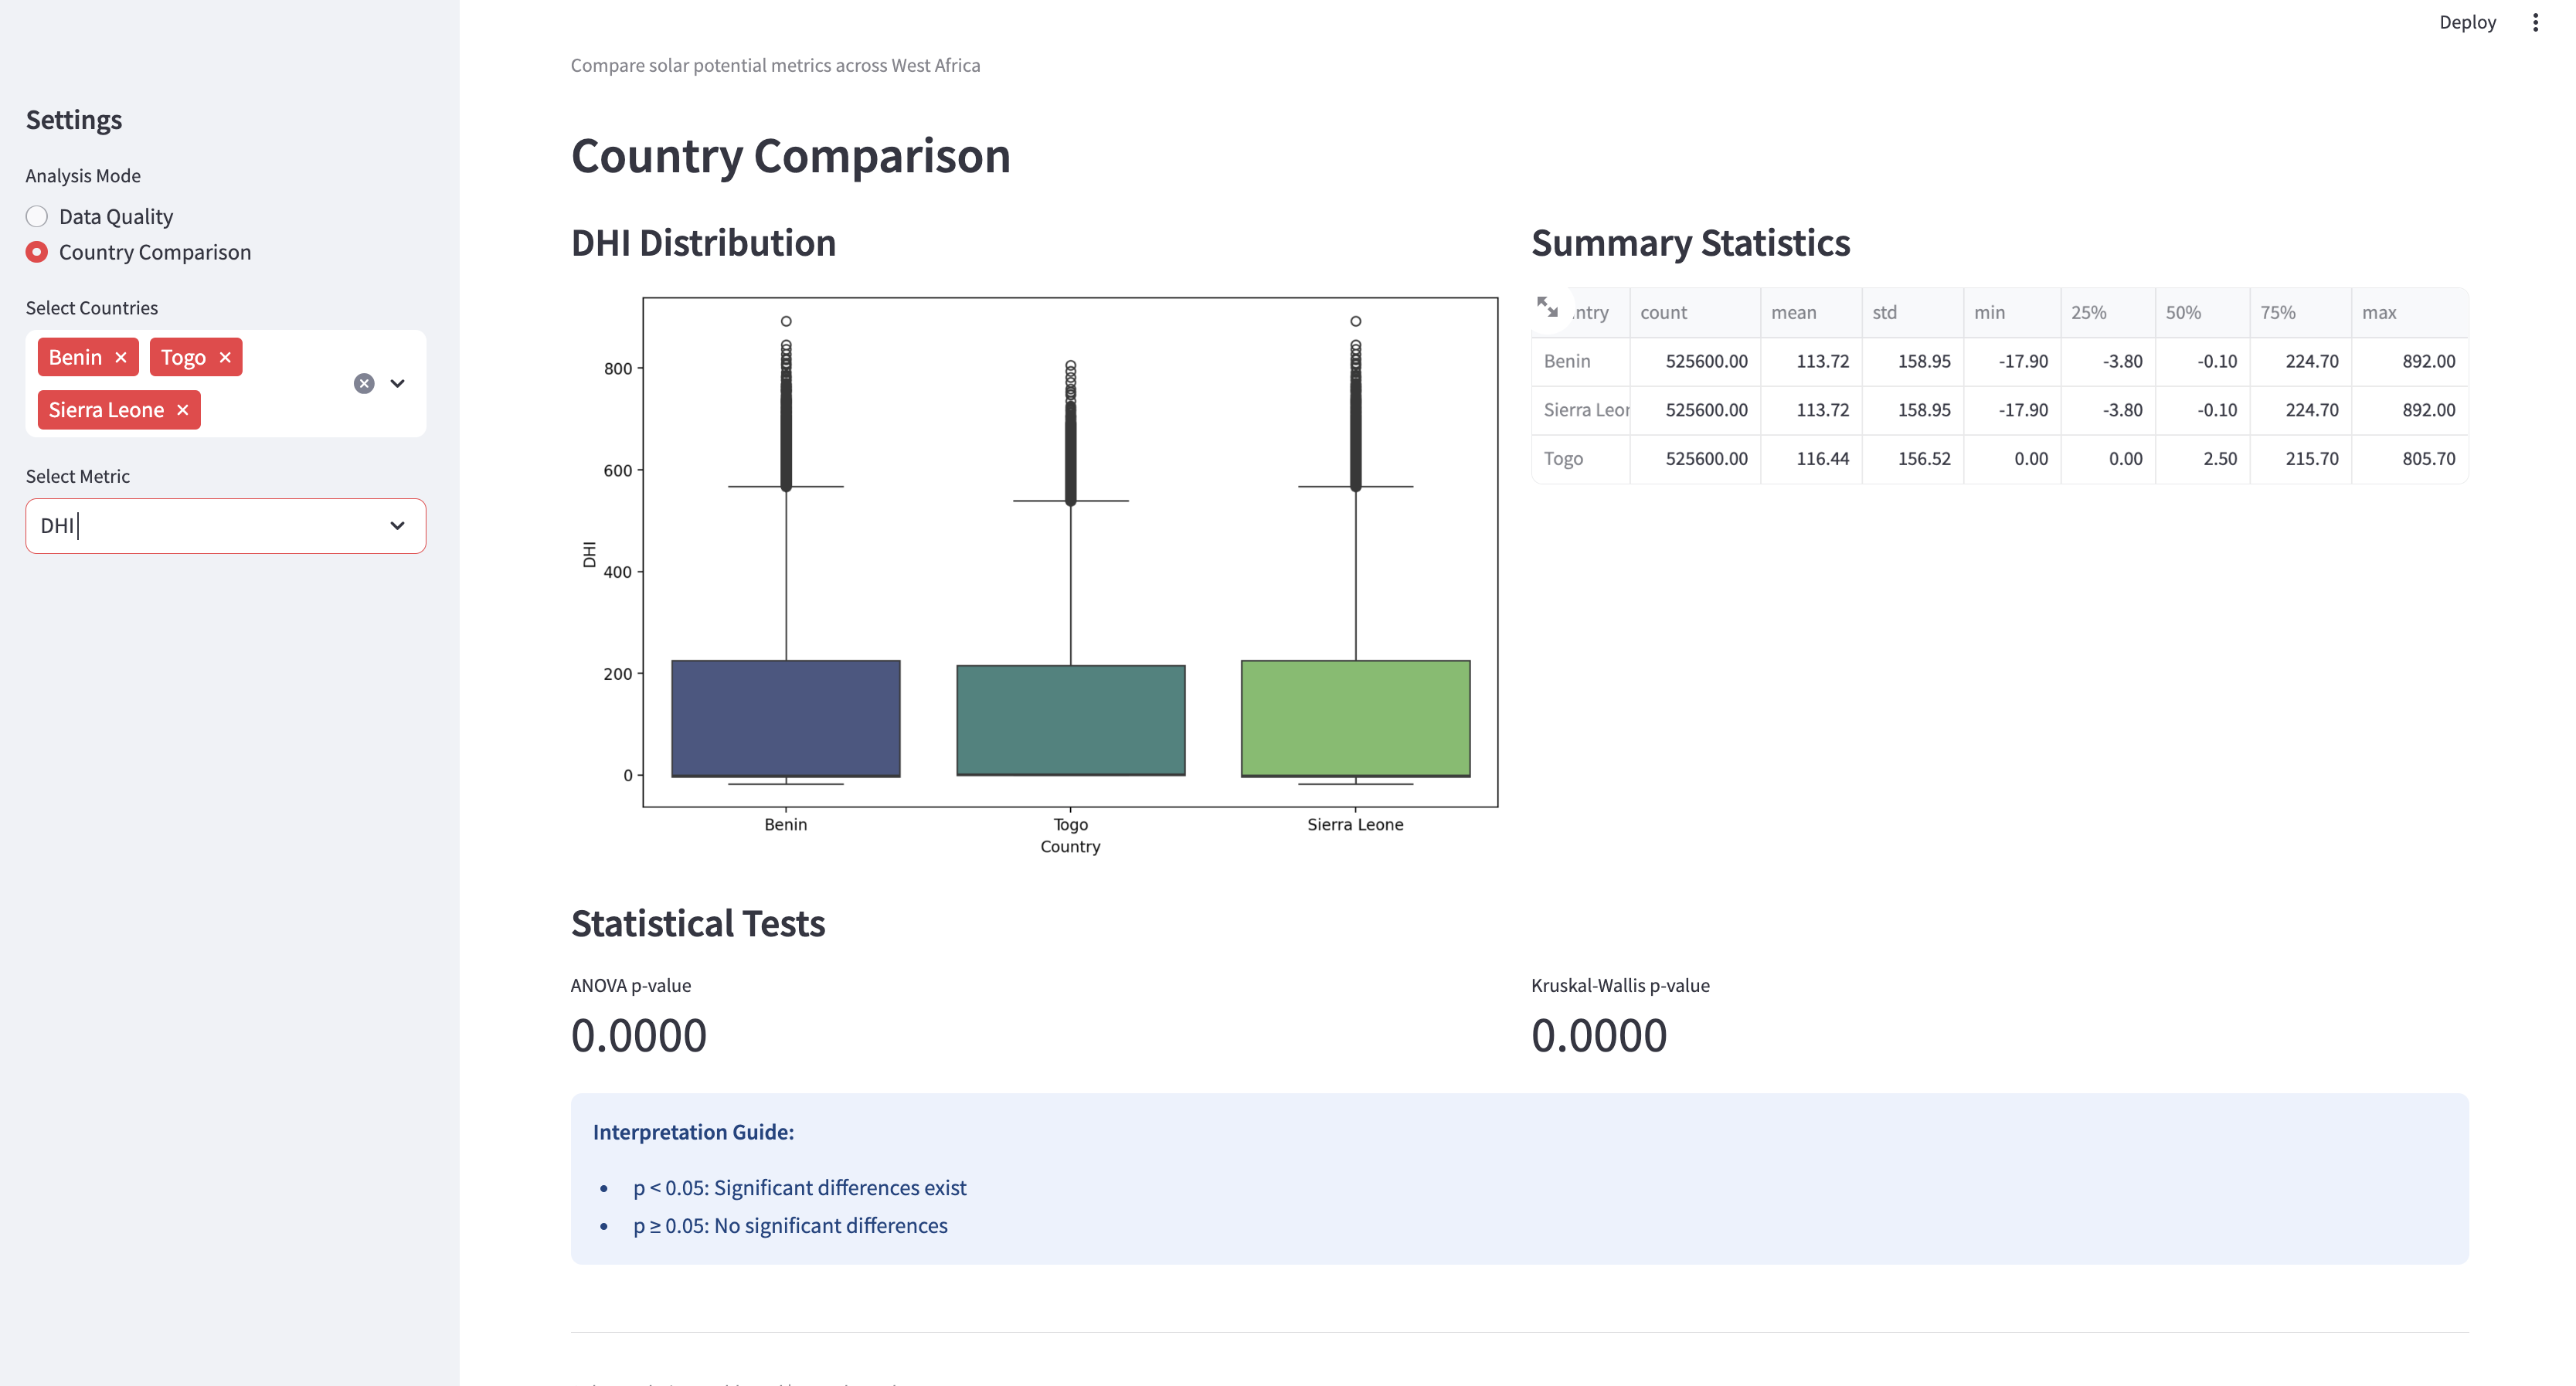 Deploy
Compare solar potential metrics across West Africa
Settings
Analysis Mode
Data Quality
Country Comparison
Select Countries
Benin
Togo
Sierra Leone
Select Metric
DHI
Country Comparison
DHI Distribution
800
600
400
200
0
DHI
Benin
Togo
Sierra Leone
Country
Summary Statistics
ntry count mean std min 25% 50% 75% max
Benin 525600.00 113.72 158.95 -17.90 -3.80 -0.10 224.70 892.00
Sierra Leor 525600.00 113.72 158.95 -17.90 -3.80 -0.10 224.70 892.00
Togo 525600.00 116.44 156.52 0.00 0.00 2.50 215.70 805.70
Statistical Tests
ANOVA p-value
0.0000
Kruskal-Wallis p-value
0.0000
Interpretation Guide:
• p < 0.05: Significant differences exist
• p ≥ 0.05: No significant differences